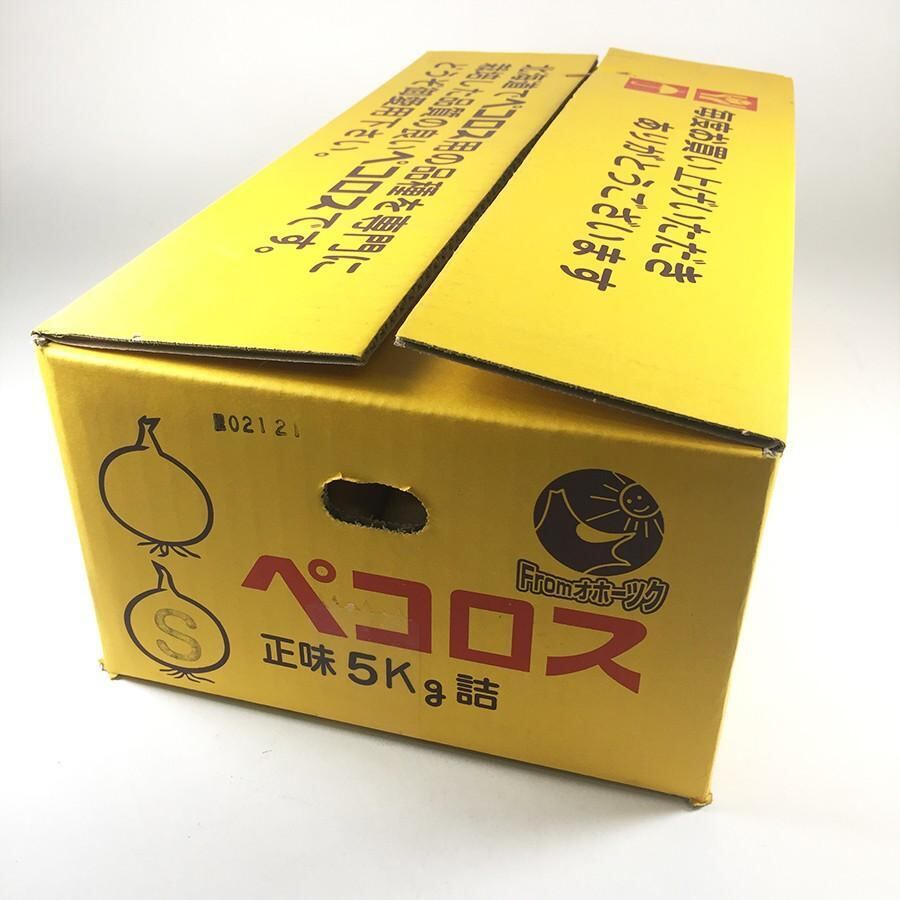 北海道でペコロス用の品種を専門に
栽培した品質の良いペコロスです。
どうぞ御愛用下さい。
毎度お買い上げいただき
ありがとうございます
02121
S
Fromオホーツク
ペコロス
正味5Kg詰